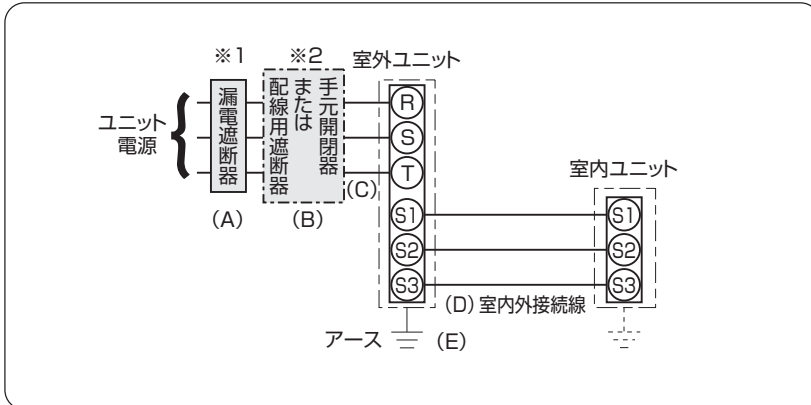 ※1
※2
室外ユニット
ユニット
電源
漏電遮断器
手元開閉器
または
配線用遮断器
R
S
T
(A)
(B)
(C)
室内ユニット
S1
S2
S3
S1
S2
S3
(D) 室内外接続線
アース
(E)